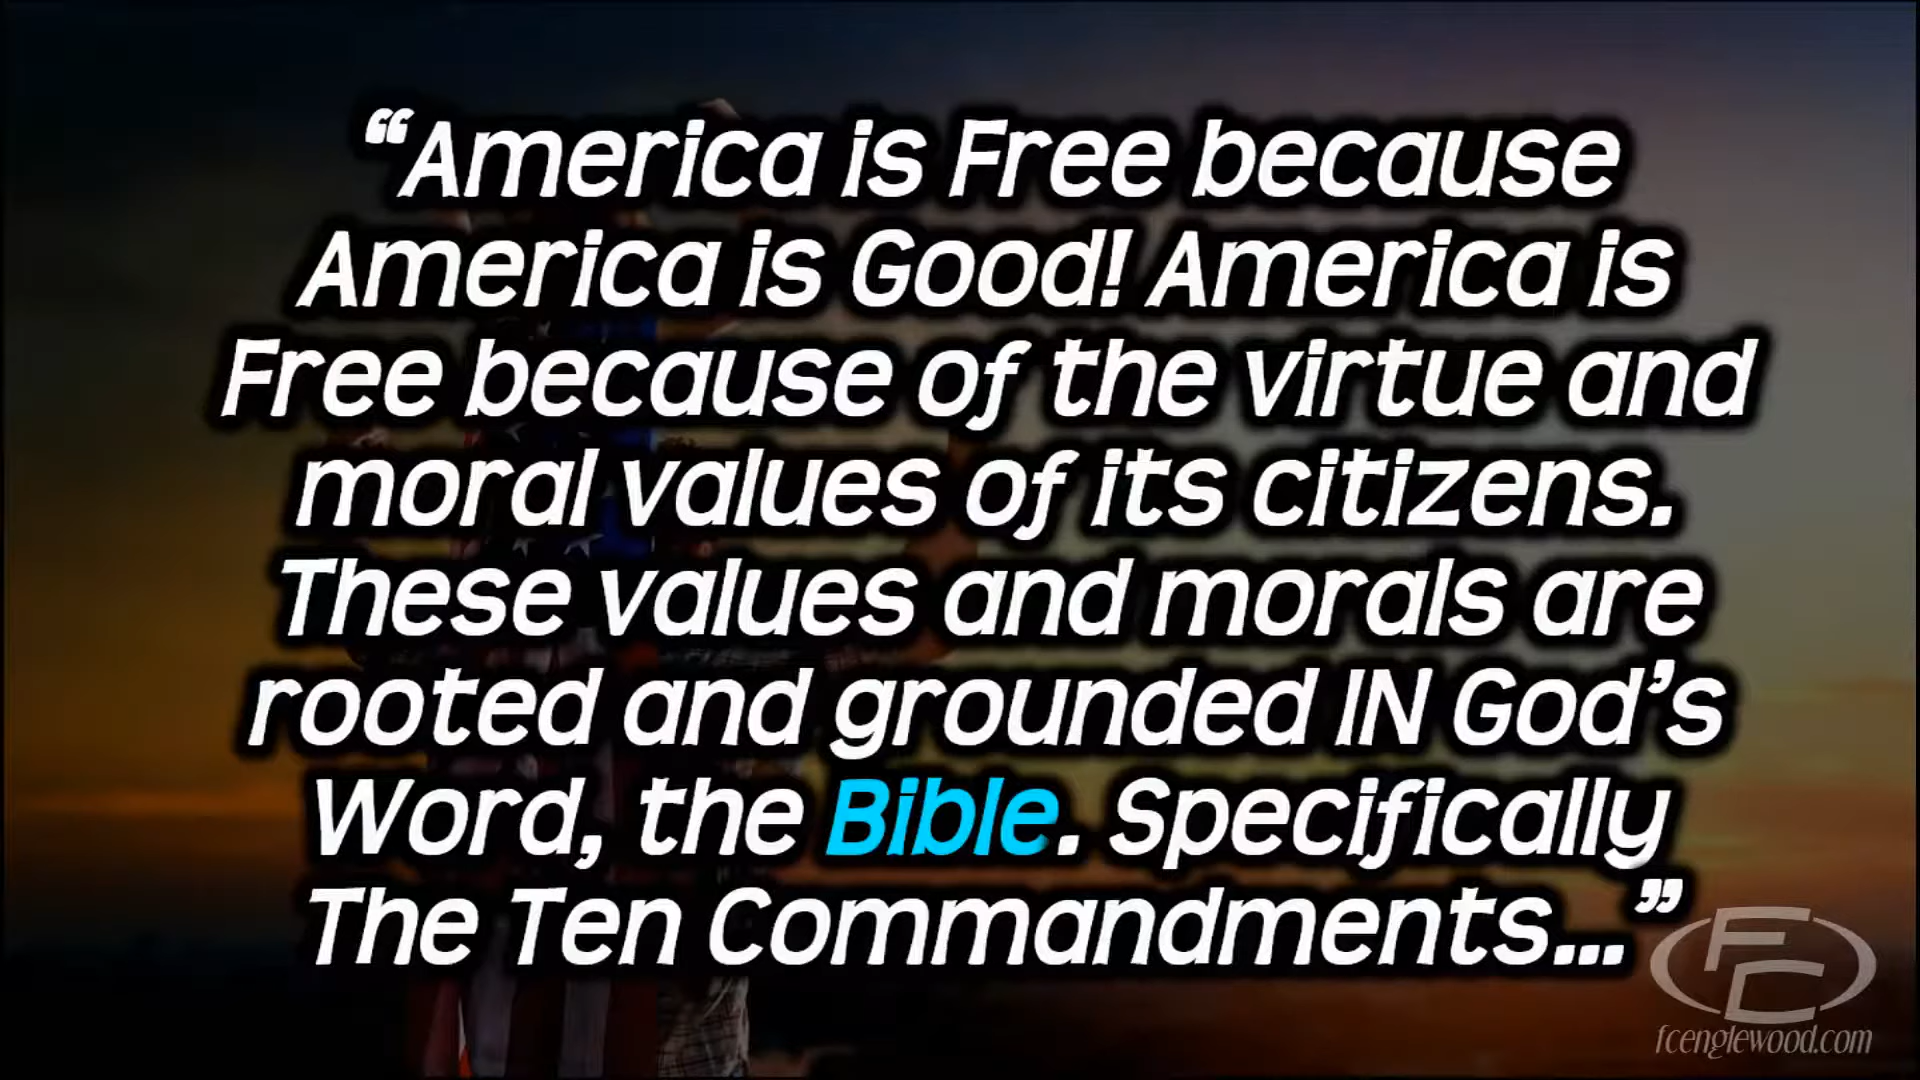 “America is Free because
America is Good! America is
Free because of the virtue and
moral values of its citizens.
These values and morals are
rooted and grounded IN God’s
Word, the Bible. Specifically
The Ten Commandments...”
FC
fcenglewood.com